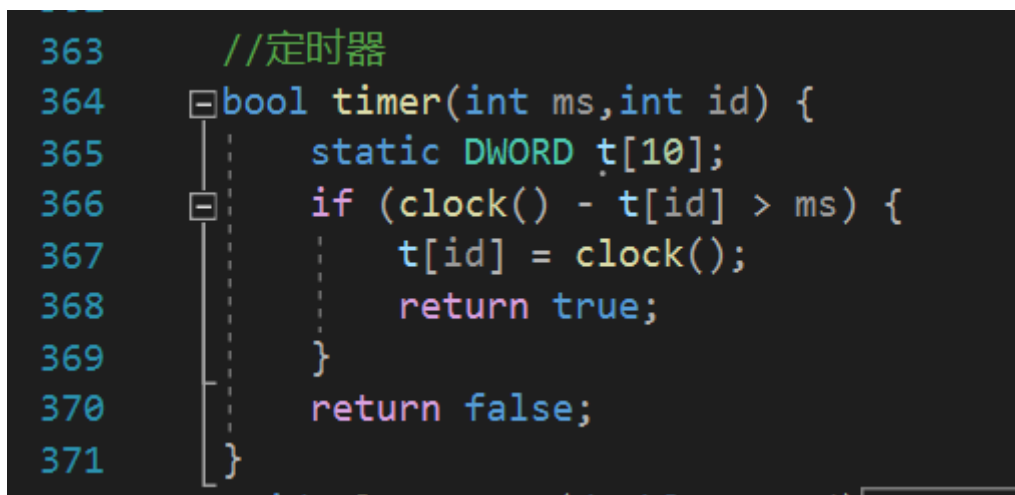 363 //定时器
364 bool timer(int ms,int id) {
365 static DWORD t[10];
366 if (clock() - t[id] > ms) {
367 t[id] = clock();
368 return true;
369 }
370 return false;
371 }